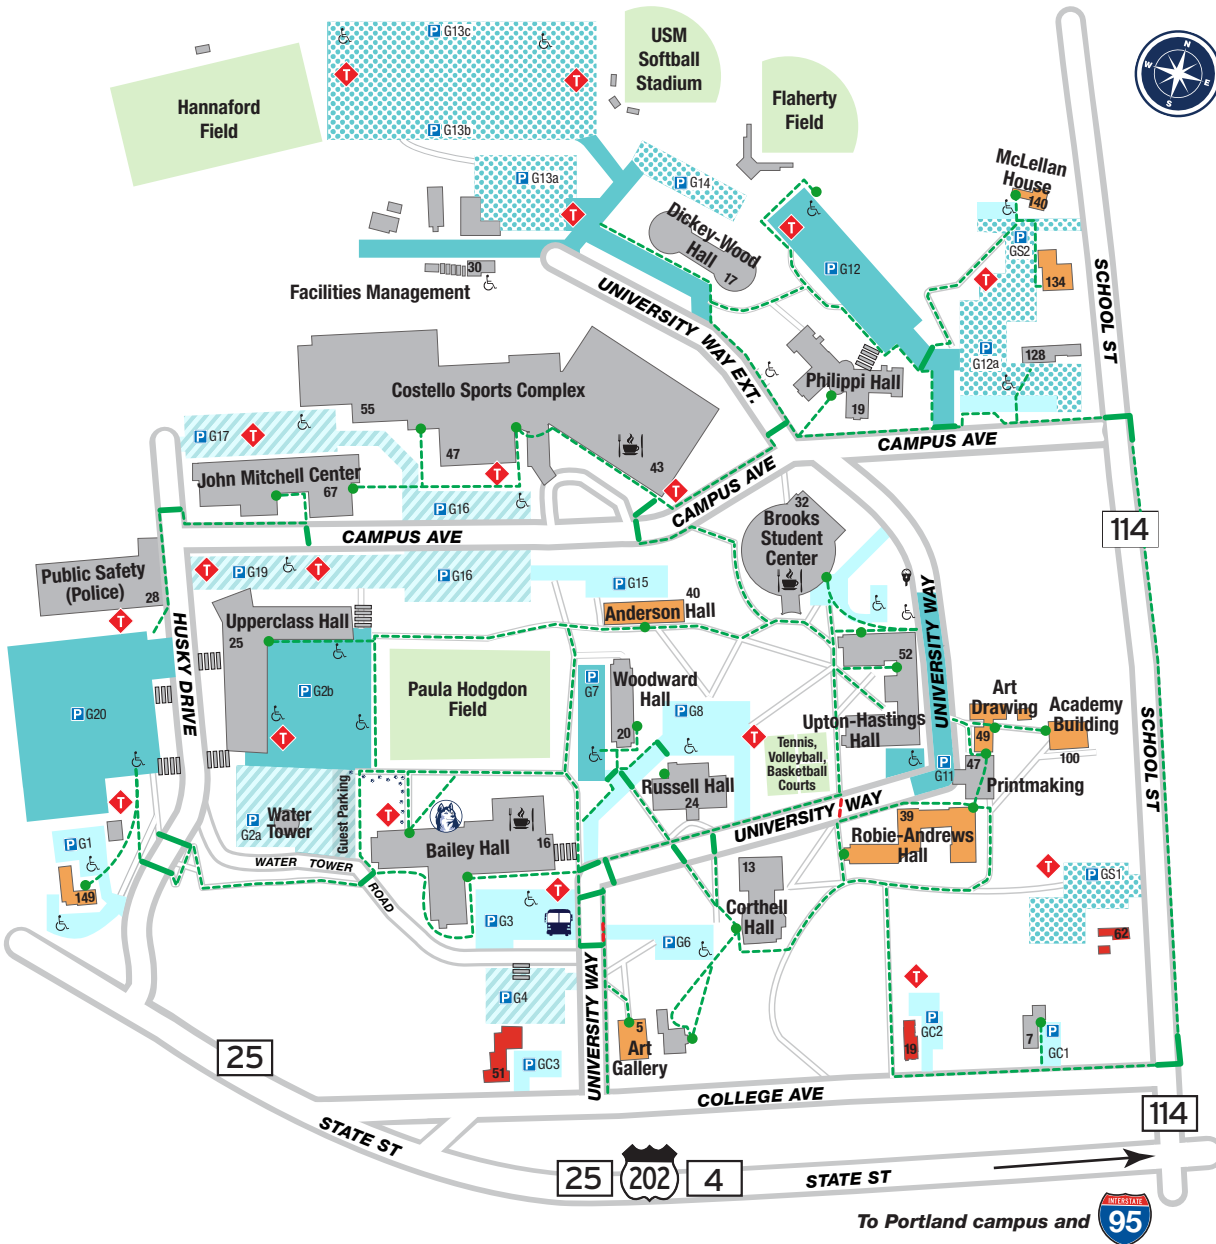 P G13c
USM
Softball
Stadium
N
W
E
S
T
T
Hannaford
Field
Flaherty
Field
P G13b
McLellan
House
140
P G13a
P G14
T
T
Dickey-Wood
Hall
17
P
GS2
P G12
T
134
30
Facilities Management
UNIVERSITY WAY EXT.
SCHOOL ST
P
G12a
128
Costello Sports Complex
Philippi Hall
19
55
P G17
T
47
43
CAMPUS AVE
John Mitchell Center
67
T
T
CAMPUS AVE
P G16
32
Brooks
Student
Center
114
CAMPUS AVE
Public Safety
(Police)
28
T
P G19
T
P G16
P G15
40
Anderson Hall
T
HUSKY DRIVE
Upperclass Hall
25
UNIVERSITY WAY
52
P G2b
Paula Hodgdon
Field
P
G7
Woodward
Hall
20
P G8
Art
Drawing
49
Academy
Building
100
P G20
T
T
Upton-Hastings
Hall
Tennis,
Volleyball,
Basketball
Courts
SCHOOL ST
P
G11
47
Printmaking
Russell Hall
24
T
P
G2a
Water
Tower
Guest Parking
T
Bailey Hall
16
UNIVERSITY WAY
39
Robie-Andrews
Hall
P G1
WATER TOWER
ROAD
13
T
P GS1
149
T
P G3
Corthell
Hall
62
P G6
UNIVERSITY WAY
P G4
T
5
Art
Gallery
P
GC2
19
7
P
GC1
25
51
P GC3
COLLEGE AVE
114
STATE ST
25
202
4
STATE ST
To Portland campus and
INTERSTATE
95